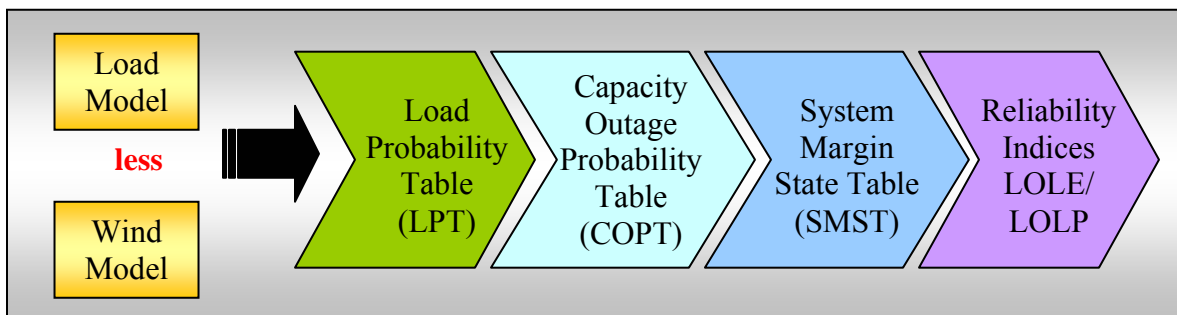 Load
Model
less
Wind
Model
Load
Probability
Table
(LPT)
Capacity
Outage
Probability
Table
(COPT)
System
Margin
State Table
(SMST)
Reliability
Indices
LOLE/
LOLP